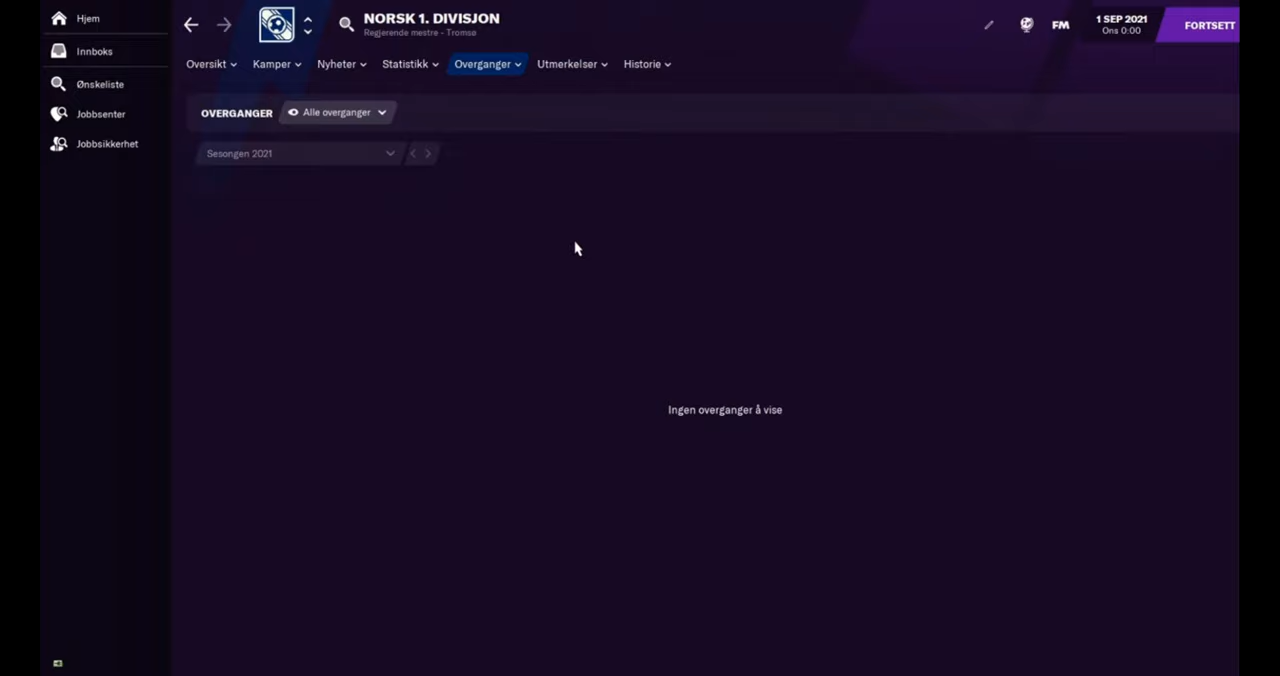 Hjem
Innboks
Ønskeliste
Jobbsenter
Jobbsikkerhet
NORSK 1. DIVISJON
Regjerende mestre - Tromsø
FM
1 SEP 2021
Ons 0:00
FORTSETT
Oversikt Kamper Nyheter Statistikk Overganger Utmerkelser Historie
OVERGANGER Alle overganger
Sesongen 2021
Ingen overganger å vise